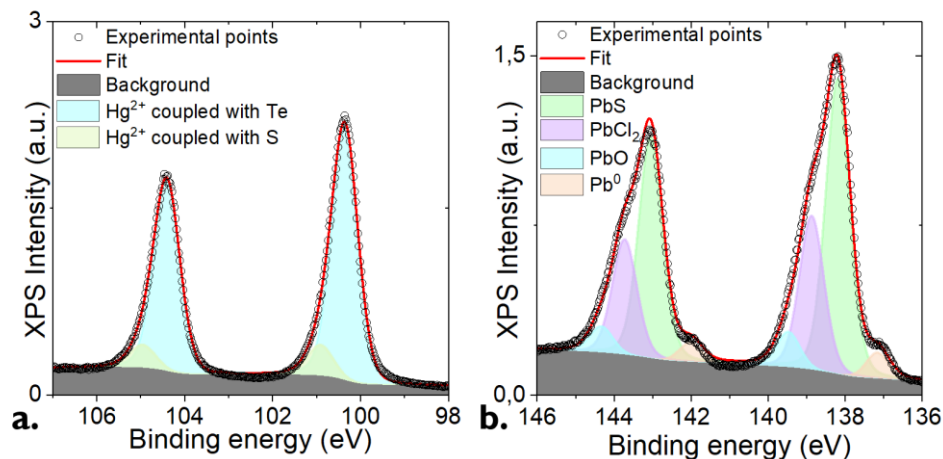 3
Experimental points
Fit
Background
Hg²⁺ coupled with Te
Hg²⁺ coupled with S
XPS Intensity (a.u.)
0
106 104 102 100 98
Binding energy (eV)
a.
1,5
Experimental points
Fit
Background
PbS
PbCl₂
PbO
Pb⁰
XPS Intensity (a.u.)
0,0
146 144 142 140 138 136
Binding energy (eV)
b.